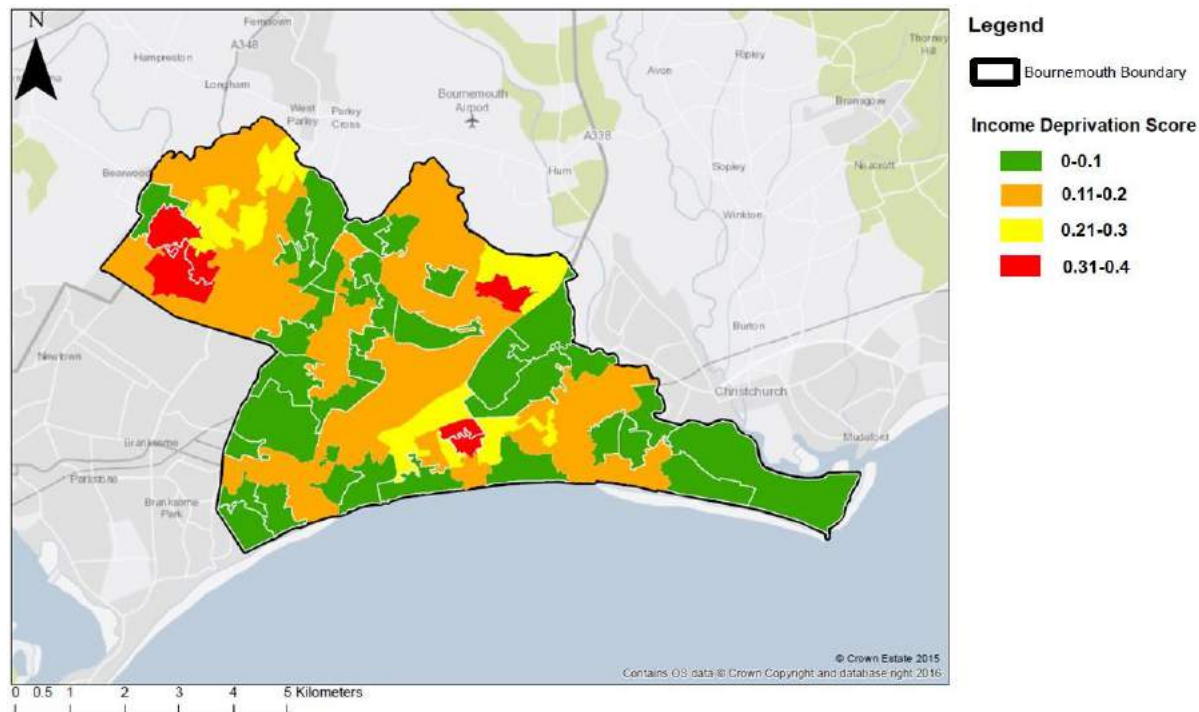 N
Ferndown
A348
Hampreston
Longham
West
Parley
Parley
Cross
Bournemouth
Airport
Bearwood
A338
Hurn
Avon
Ripley
Thorney
Hill
Bransgore
Sopley
Neacroft
Winkton
Burton
Newtown
Christchurch
Mudeford
Branksome
Parkstone
Branksome
Park
© Crown Estate 2015
Contains OS data © Crown Copyright and database right 2016
0 0.5 1 2 3 4 5 Kilometers
Legend
Bournemouth Boundary
Income Deprivation Score
0-0.1
0.11-0.2
0.21-0.3
0.31-0.4